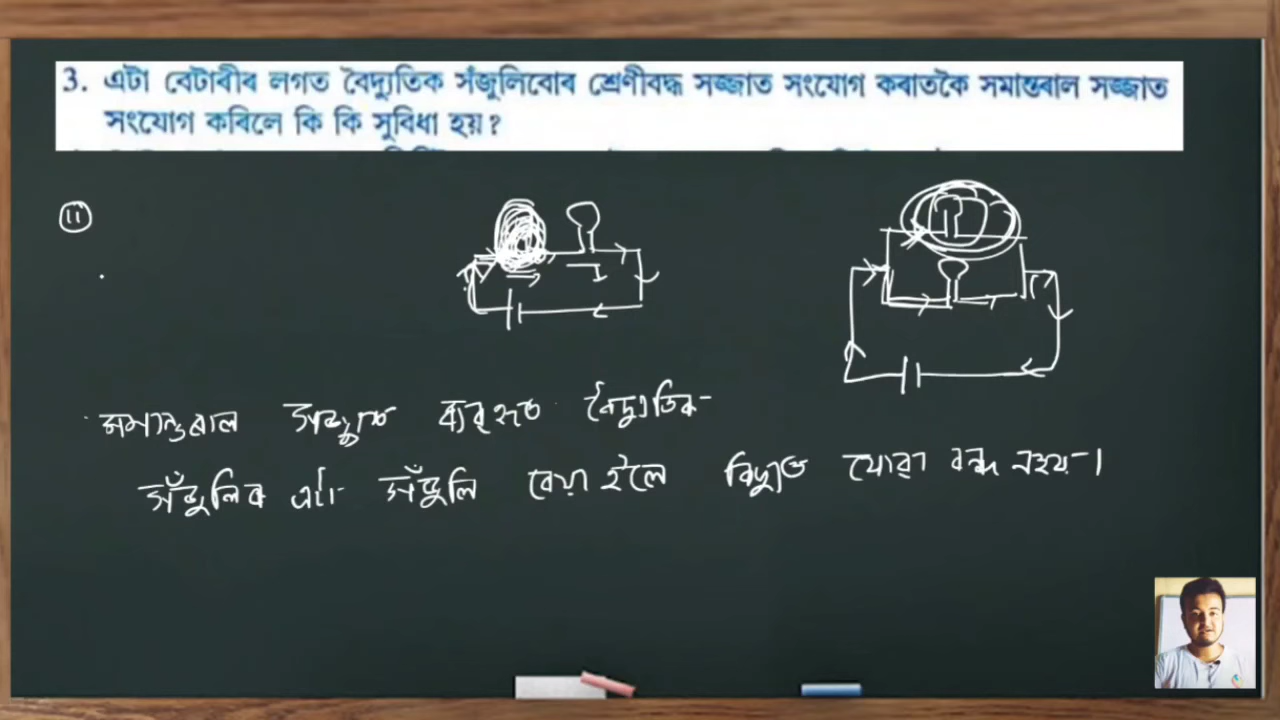 3. এটা বেটাৰীৰ লগত বৈদ্যুতিক সঁজুলিবোৰ শ্ৰেণীবদ্ধ সজ্জাত সংযোগ কৰাতকৈ সমান্তৰাল সজ্জাত
সংযোগ কৰিলে কি কি সুবিধা হয়?
11
সমান্তৰাল সজ্জাত ব্যৱহৃত বৈদ্যুতিক
সঁজুলিৰ এটা সঁজুলি বেয়া হ'লে বিদ্যুত যোৱা বন্ধ নহয়।